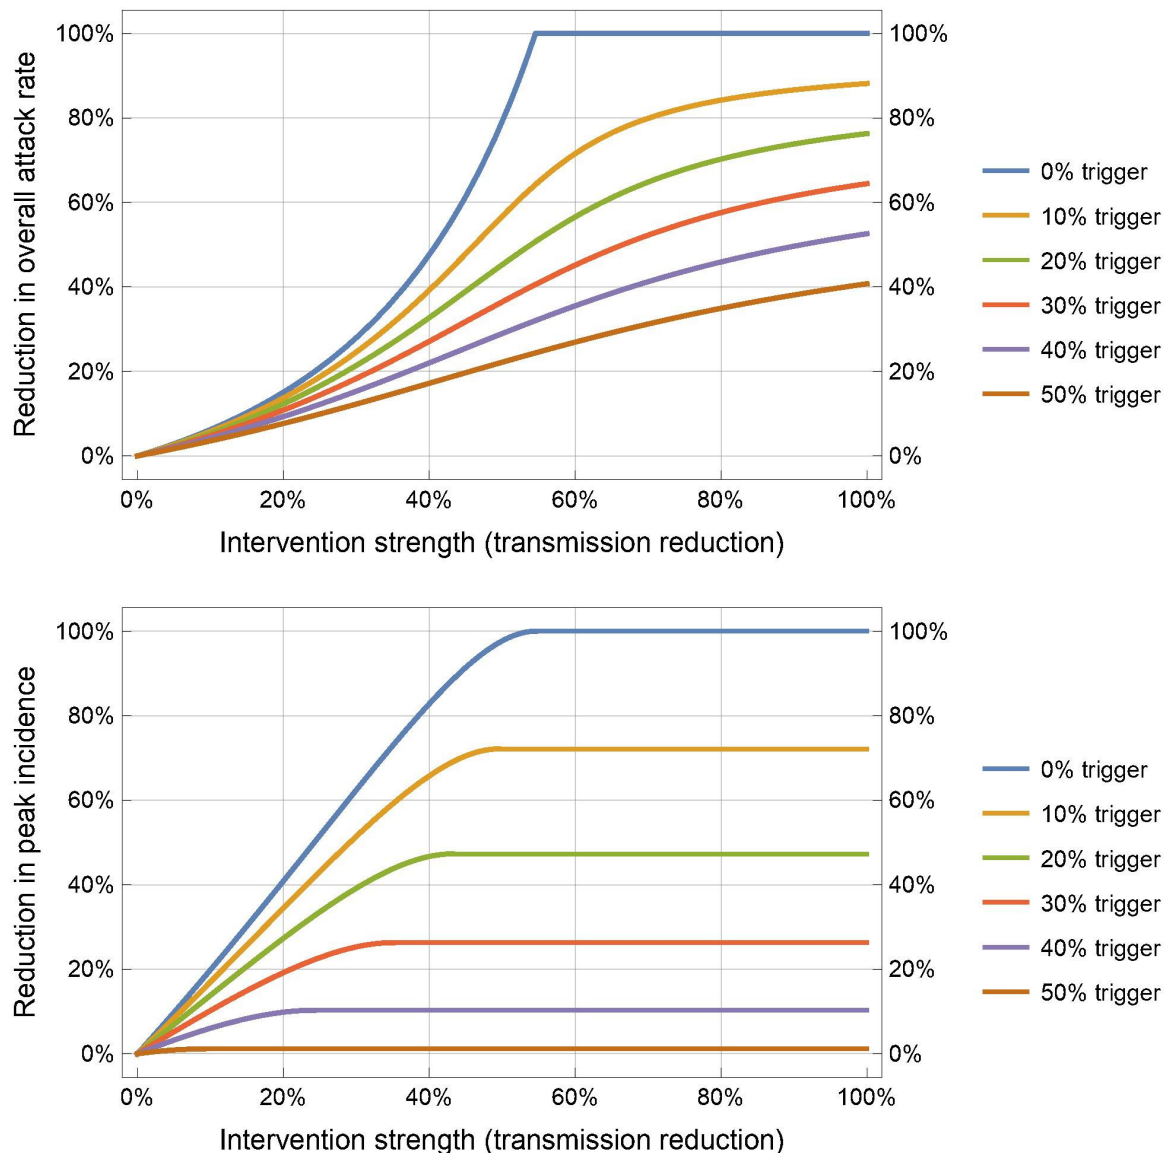 100%
80%
60%
40%
20%
0%
Reduction in overall attack rate
100%
80%
60%
40%
20%
0%
0%
20%
40%
60%
80%
100%
Intervention strength (transmission reduction)
0% trigger
10% trigger
20% trigger
30% trigger
40% trigger
50% trigger
100%
80%
60%
40%
20%
0%
Reduction in peak incidence
100%
80%
60%
40%
20%
0%
0%
20%
40%
60%
80%
100%
Intervention strength (transmission reduction)
0% trigger
10% trigger
20% trigger
30% trigger
40% trigger
50% trigger